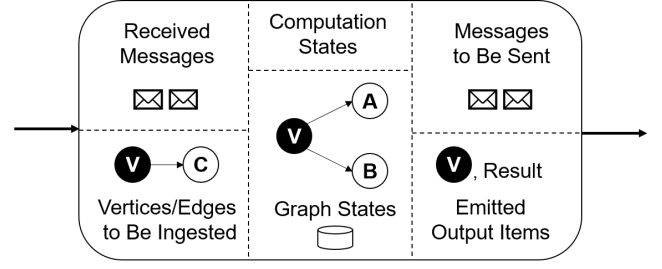 Received
Messages
V
C
Vertices/Edges
to Be Ingested
Computation
States
V
A
B
Graph States
Messages
to Be Sent
V, Result
Emitted
Output Items